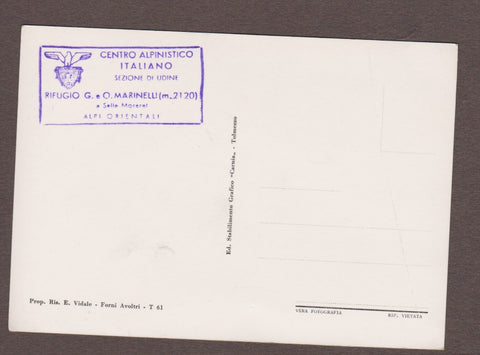 CENTRO ALPINISTICO
ITALIANO
SEZIONE DI UDINE
RIFUGIO G. e O. MARINELLI (m. 2120)
a Sella Moreret
ALPI ORIENTALI
Ed. Stabilimento Grafico «Carnia» - Tolmezzo
Prop. Ris. E. Vidale - Forni Avoltri - T 61
VERA FOTOGRAFIA
RIP. VIETATA